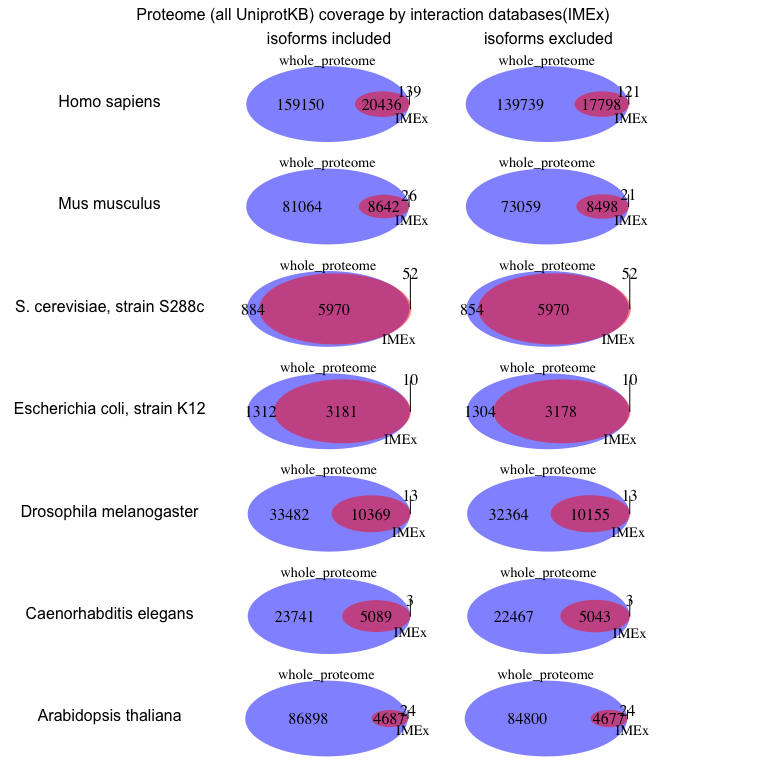 Proteome (all UniprotKB) coverage by interaction databases(IMEx)
isoforms included isoforms excluded
whole_proteome whole_proteome
139 121
Homo sapiens 159150 20436 139739 17798
IMEx IMEx
whole_proteome whole_proteome
26 21
Mus musculus 81064 8642 73059 8498
IMEx IMEx
whole_proteome whole_proteome
52 52
S. cerevisiae, strain S288c 884 5970 854 5970
IMEx IMEx
whole_proteome whole_proteome
10 10
Escherichia coli, strain K12 1312 3181 1304 3178
IMEx IMEx
whole_proteome whole_proteome
13 13
Drosophila melanogaster 33482 10369 32364 10155
IMEx IMEx
whole_proteome whole_proteome
3 3
Caenorhabditis elegans 23741 5089 22467 5043
IMEx IMEx
whole_proteome whole_proteome
24 24
Arabidopsis thaliana 86898 4687 84800 4677
IMEx IMEx